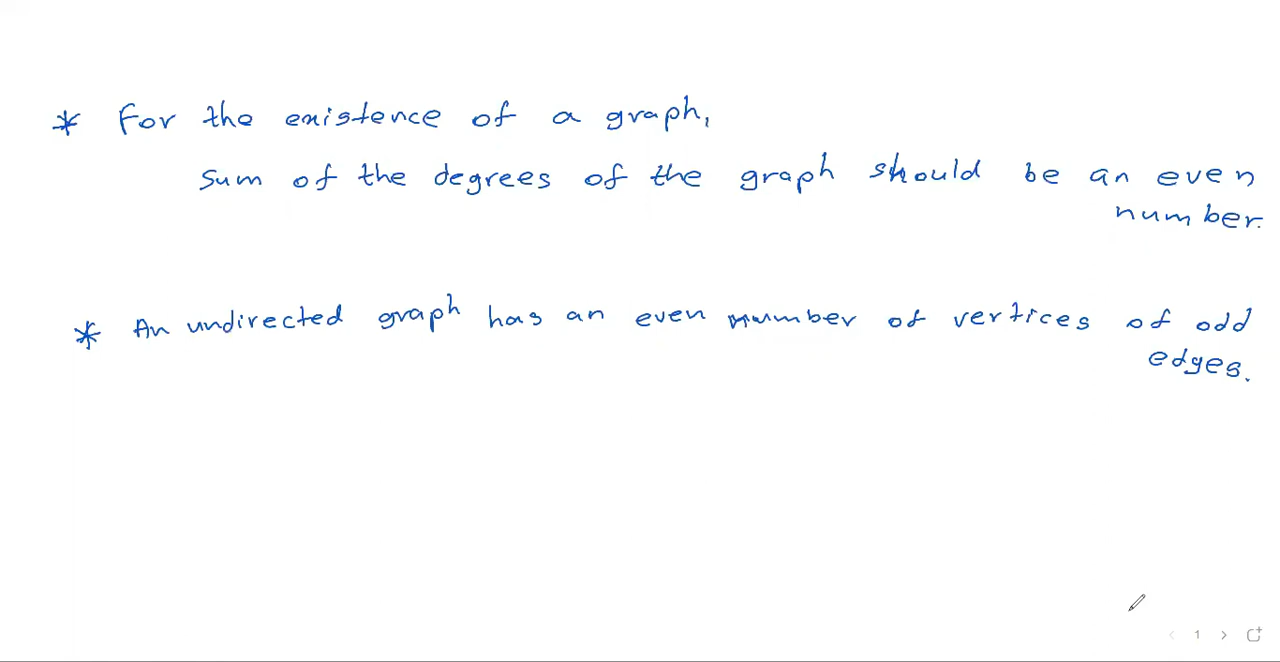 * For the existence of a graph,
sum of the degrees of the graph should be an even
number.
* An undirected graph has an even number of vertices of odd
edges.
1